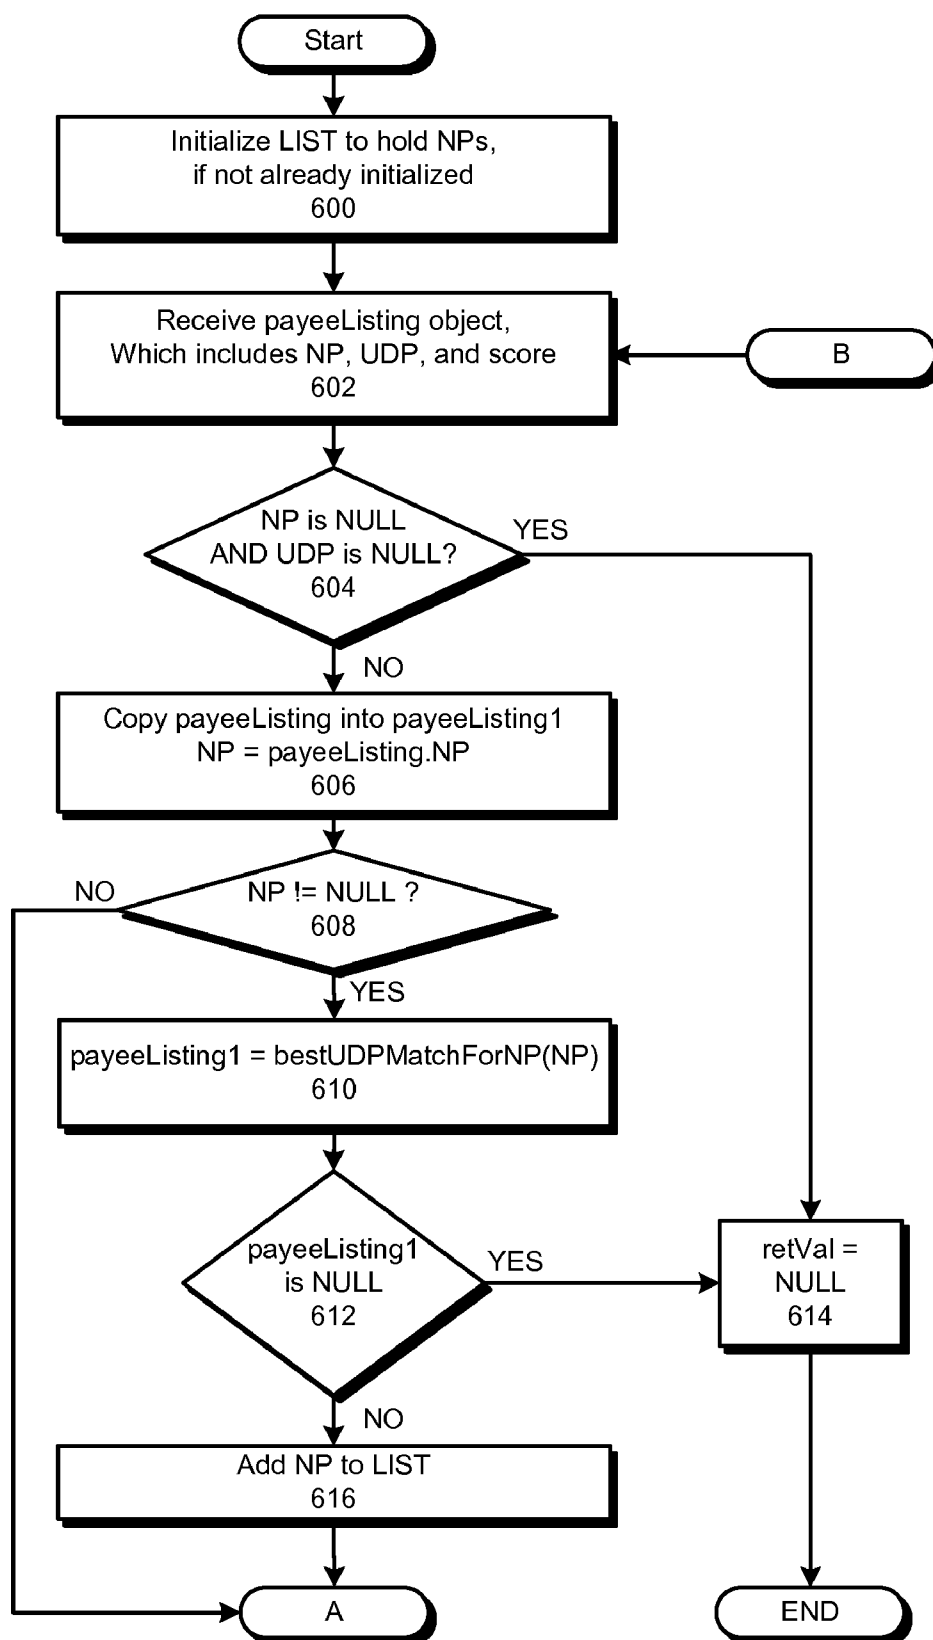 Start
Initialize LIST to hold NPs,
if not already initialized
600
Receive payeeListing object,
Which includes NP, UDP, and score
602
B
NP is NULL
AND UDP is NULL?
604
YES
NO
Copy payeeListing into payeeListing1
NP = payeeListing.NP
606
NO
NP != NULL ?
608
YES
payeeListing1 = bestUDPMatchForNP(NP)
610
payeeListing1
is NULL
612
YES
retVal =
NULL
614
NO
Add NP to LIST
616
A
END